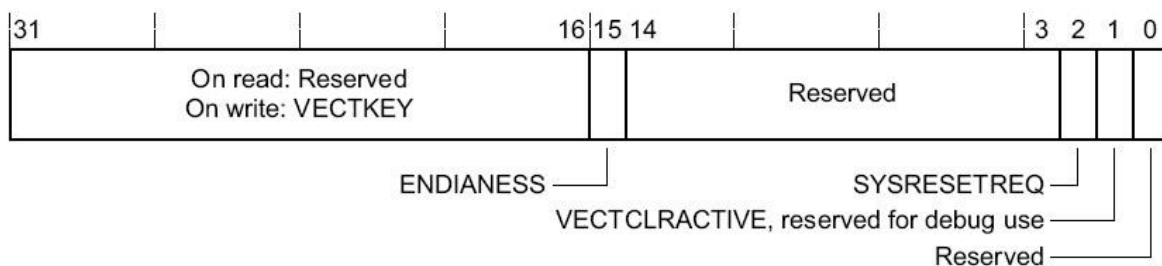 31 16 15 14 3 2 1 0
On read: Reserved
On write: VECTKEY
Reserved
ENDIANESS
SYSRESETREQ
VECTCLRACTIVE, reserved for debug use
Reserved